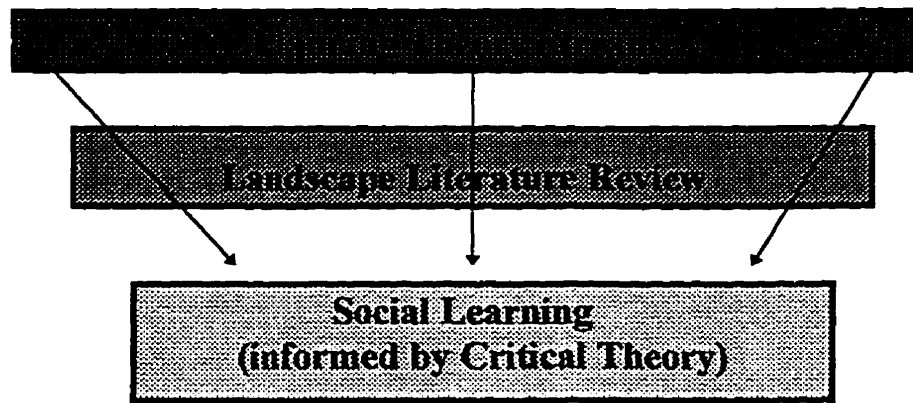 Landscape Literature Review
Social Learning
(informed by Critical Theory)